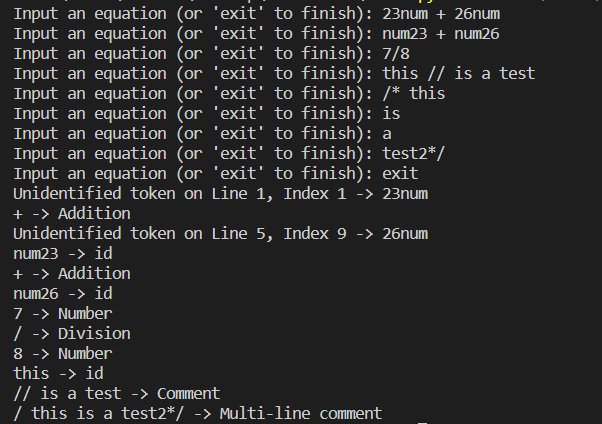 Input an equation (or 'exit' to finish): 23num + 26num
Input an equation (or 'exit' to finish): num23 + num26
Input an equation (or 'exit' to finish): 7/8
Input an equation (or 'exit' to finish): this // is a test
Input an equation (or 'exit' to finish): /* this
Input an equation (or 'exit' to finish): is
Input an equation (or 'exit' to finish): a
Input an equation (or 'exit' to finish): test2*/
Input an equation (or 'exit' to finish): exit
Unidentified token on Line 1, Index 1 -> 23num
+ -> Addition
Unidentified token on Line 5, Index 9 -> 26num
num23 -> id
+ -> Addition
num26 -> id
7 -> Number
/ -> Division
8 -> Number
this -> id
// is a test -> Comment
/ this is a test2*/ -> Multi-line comment